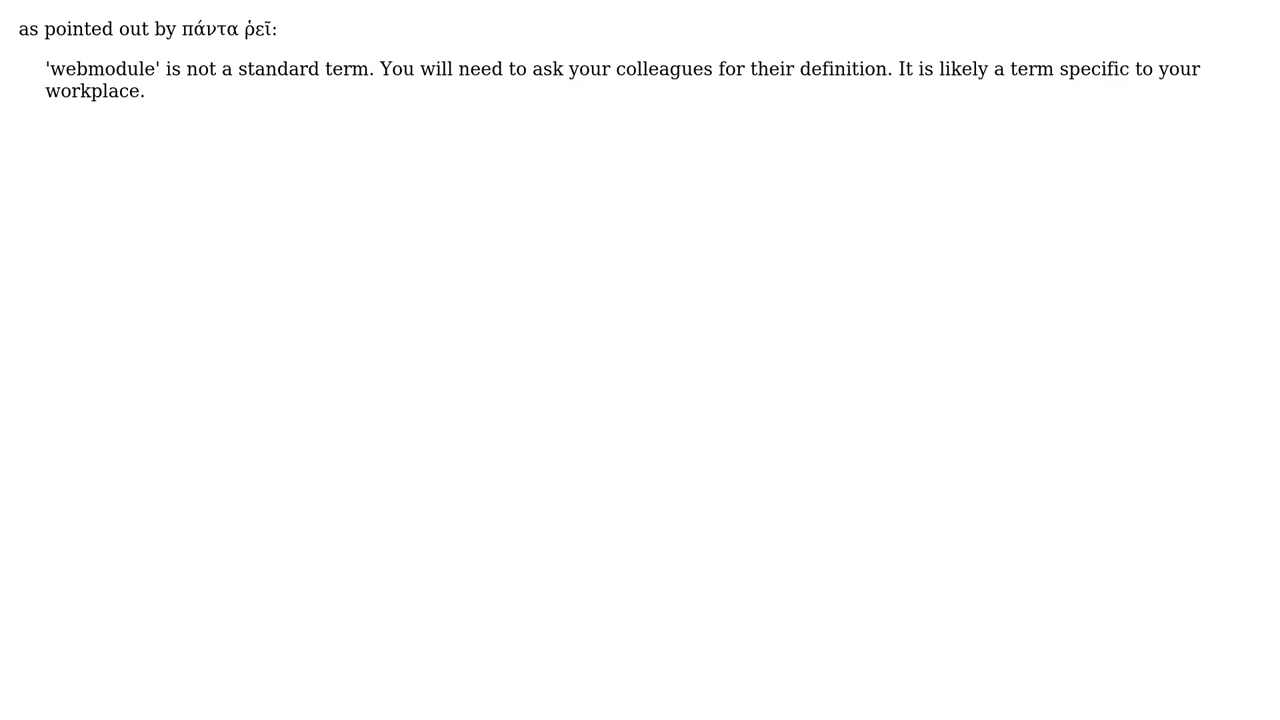 as pointed out by πάντα ῥεῖ:
'webmodule' is not a standard term. You will need to ask your colleagues for their definition. It is likely a term specific to your
workplace.